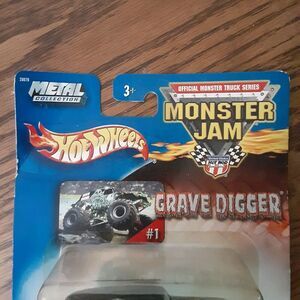 METAL
COLLECTION
3+
OFFICIAL MONSTER TRUCK SERIES
MONSTER
JAM
HOT WHEELS
GRAVE DIGGER
#1